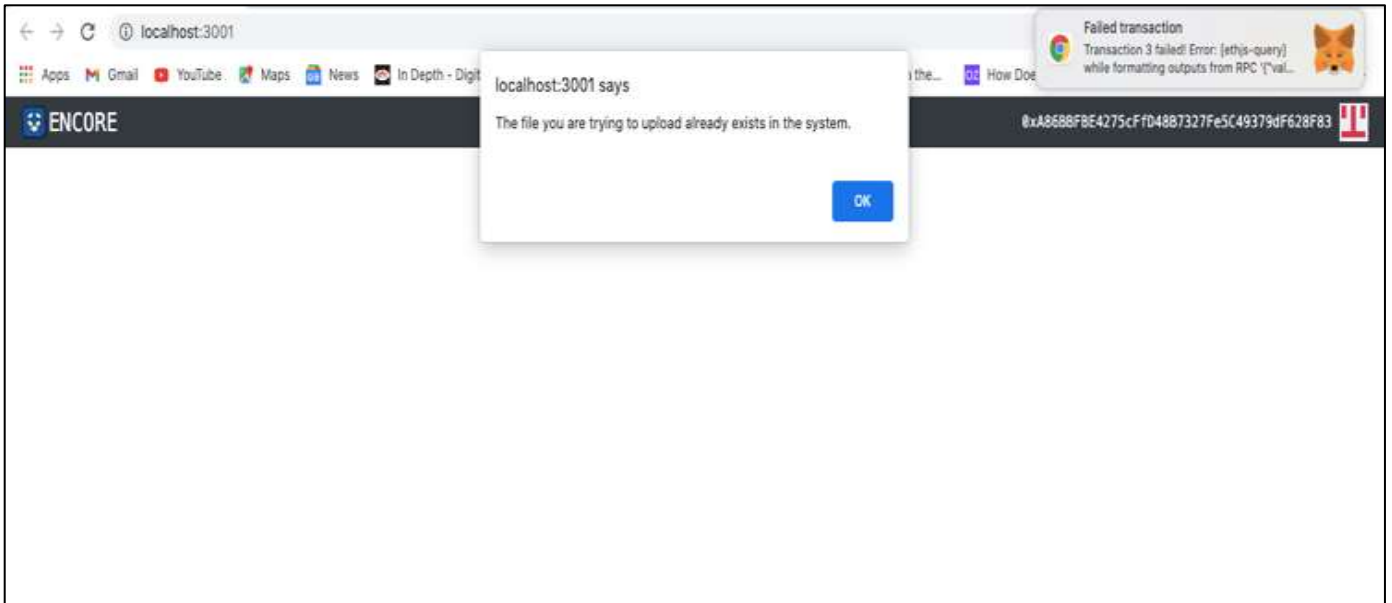 localhost:3001
Failed transaction
Transaction 3 failed! Error: [ethjs-query]
while formatting outputs from RPC '{"val...
Apps M Gmail YouTube Maps News In Depth - Digit
the... OZ How Doe
localhost:3001 says
The file you are trying to upload already exists in the system.
OK
ENCORE